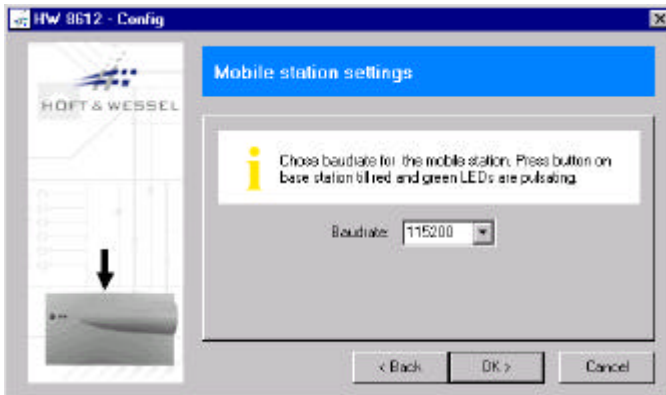 HW 8612 - Config
HÖFT & WESSEL
Mobile station settings
Chose baudrate for the mobile station. Press button on
base station till red and green LEDs are pulsating.
Baudrate: 115200
< Back
OK >
Cancel